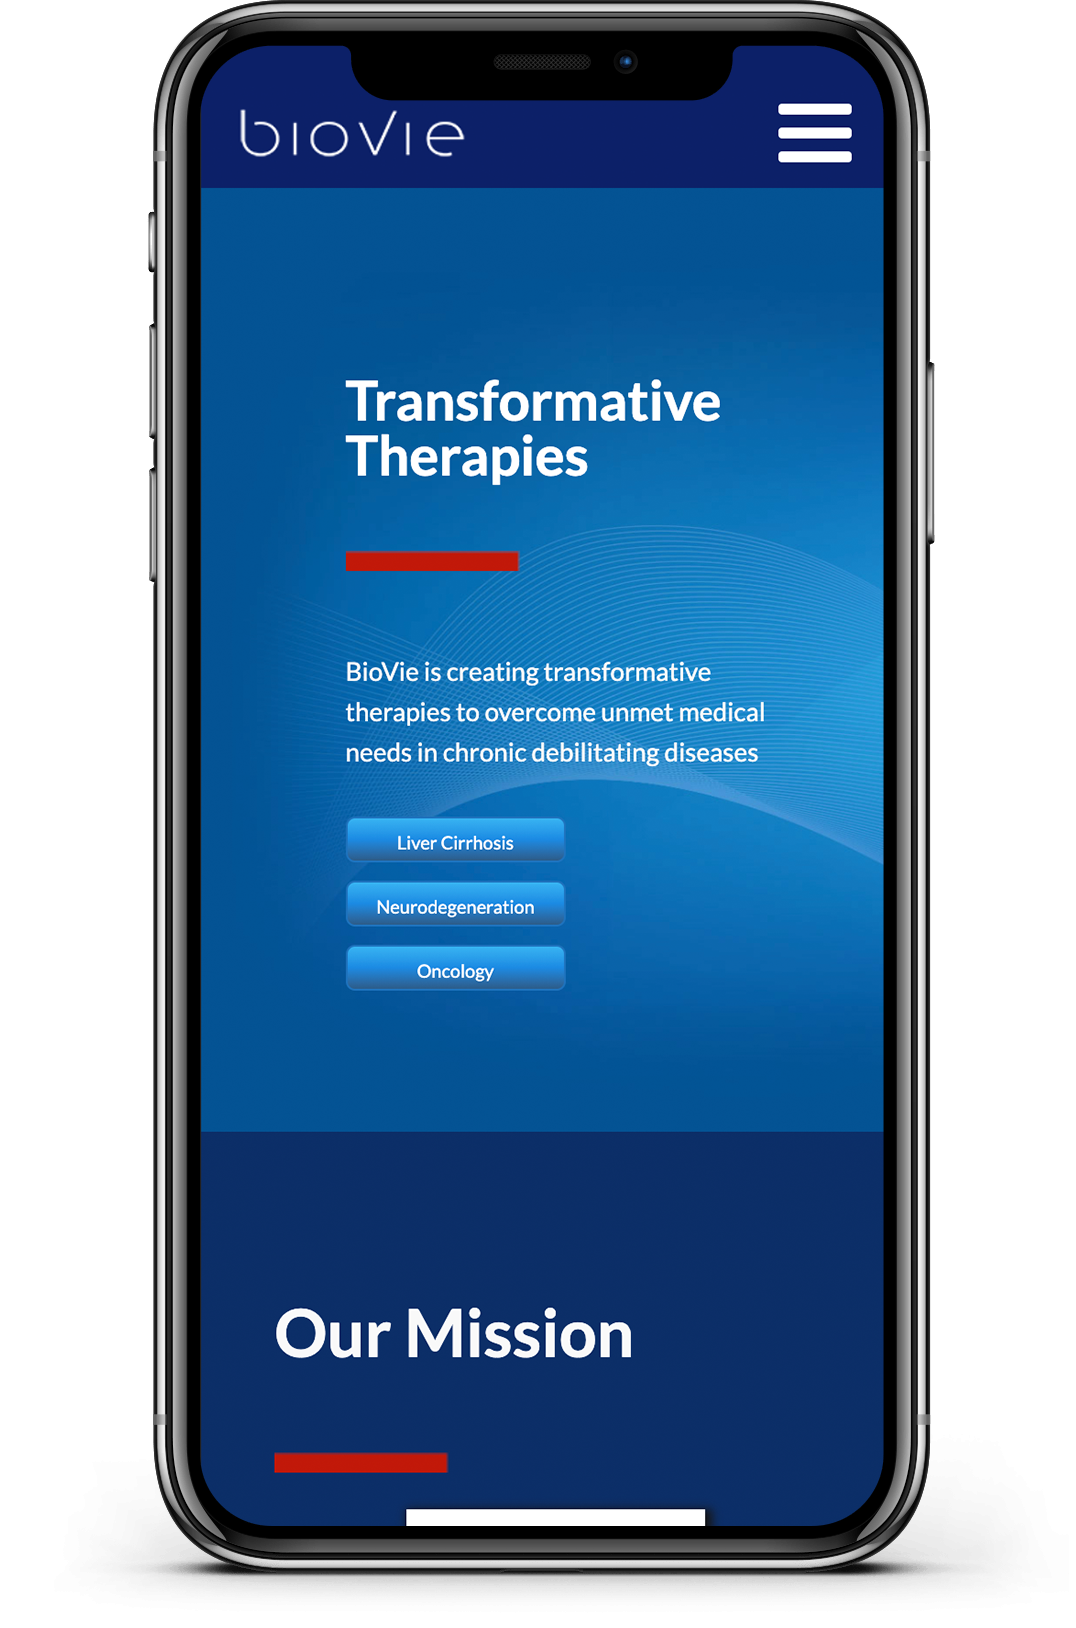 bioVie
Transformative
Therapies
BioVie is creating transformative
therapies to overcome unmet medical
needs in chronic debilitating diseases
Liver Cirrhosis
Neurodegeneration
Oncology
Our Mission